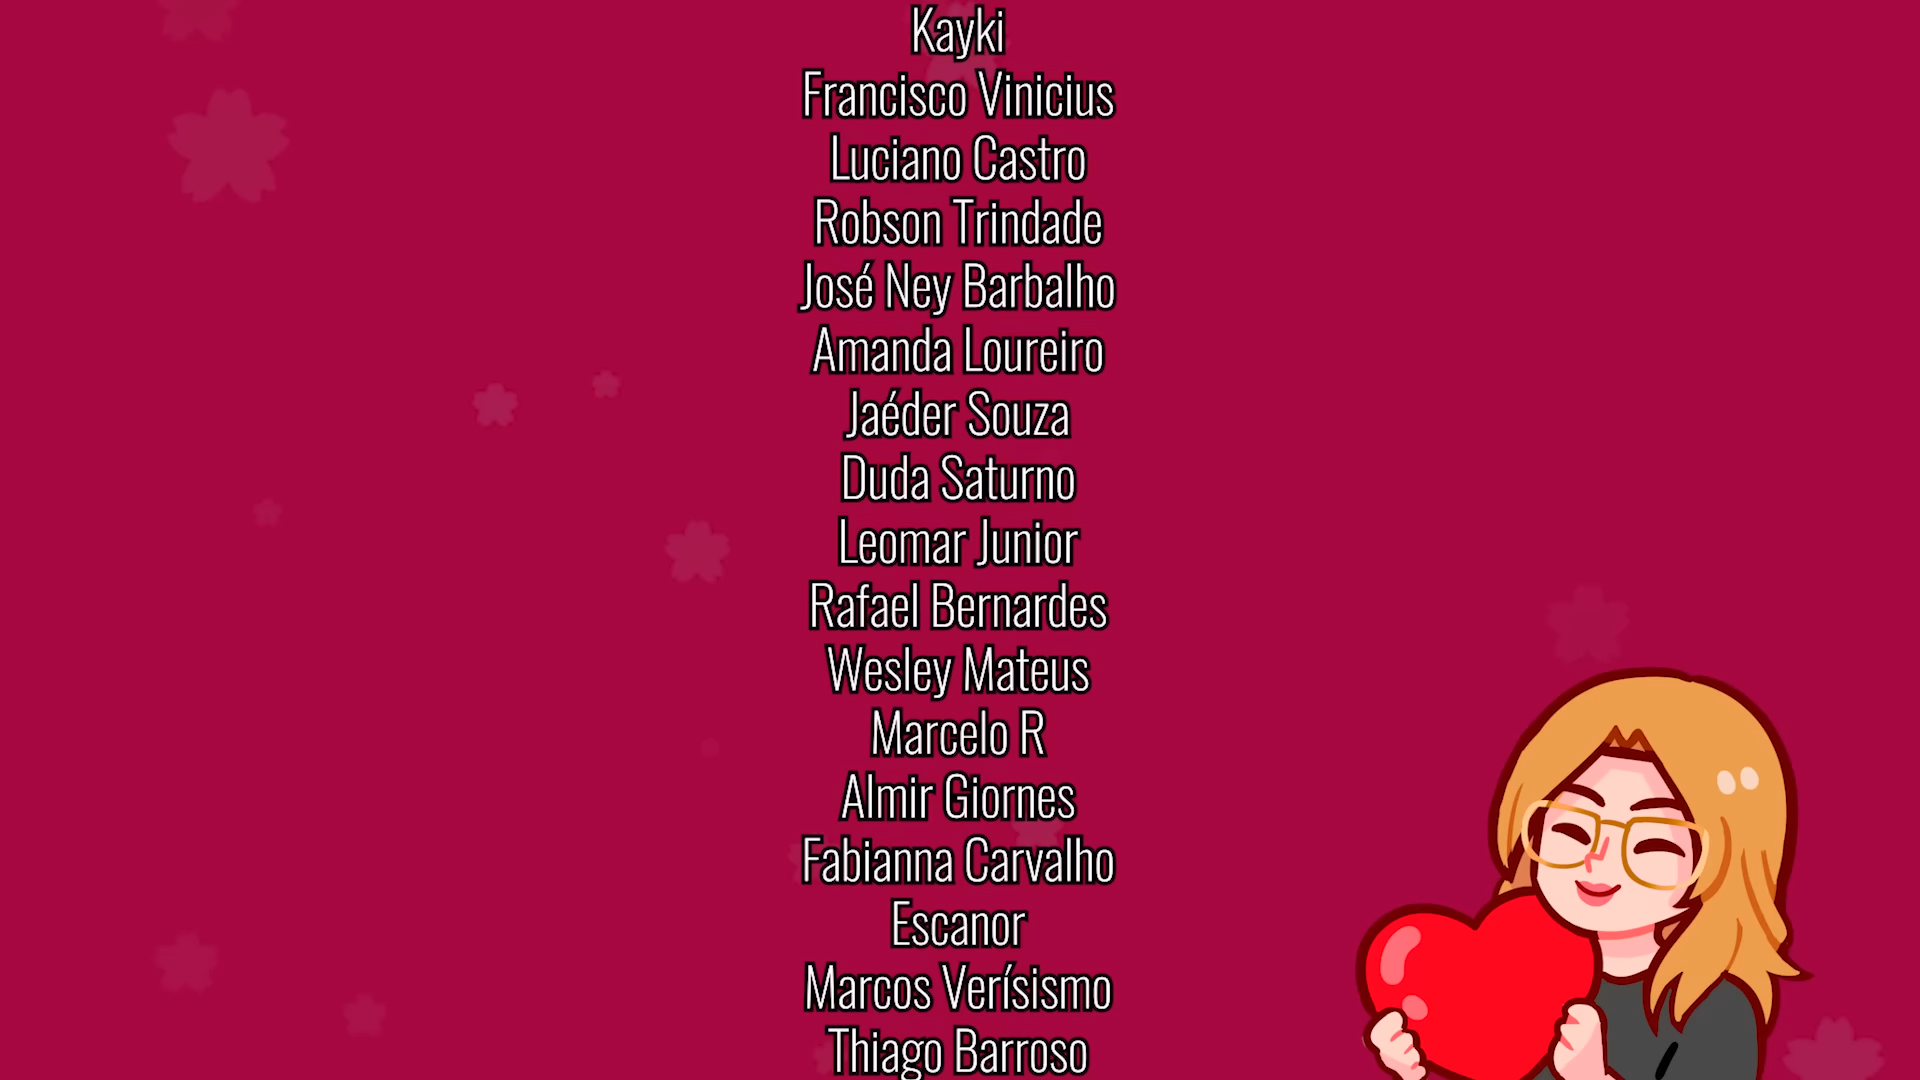 Kayki
Francisco Vinicius
Luciano Castro
Robson Trindade
José Ney Barbalho
Amanda Loureiro
Jaéder Souza
Duda Saturno
Leomar Junior
Rafael Bernardes
Wesley Mateus
Marcelo R
Almir Giornes
Fabianna Carvalho
Escanor
Marcos Verísismo
Thiago Barroso